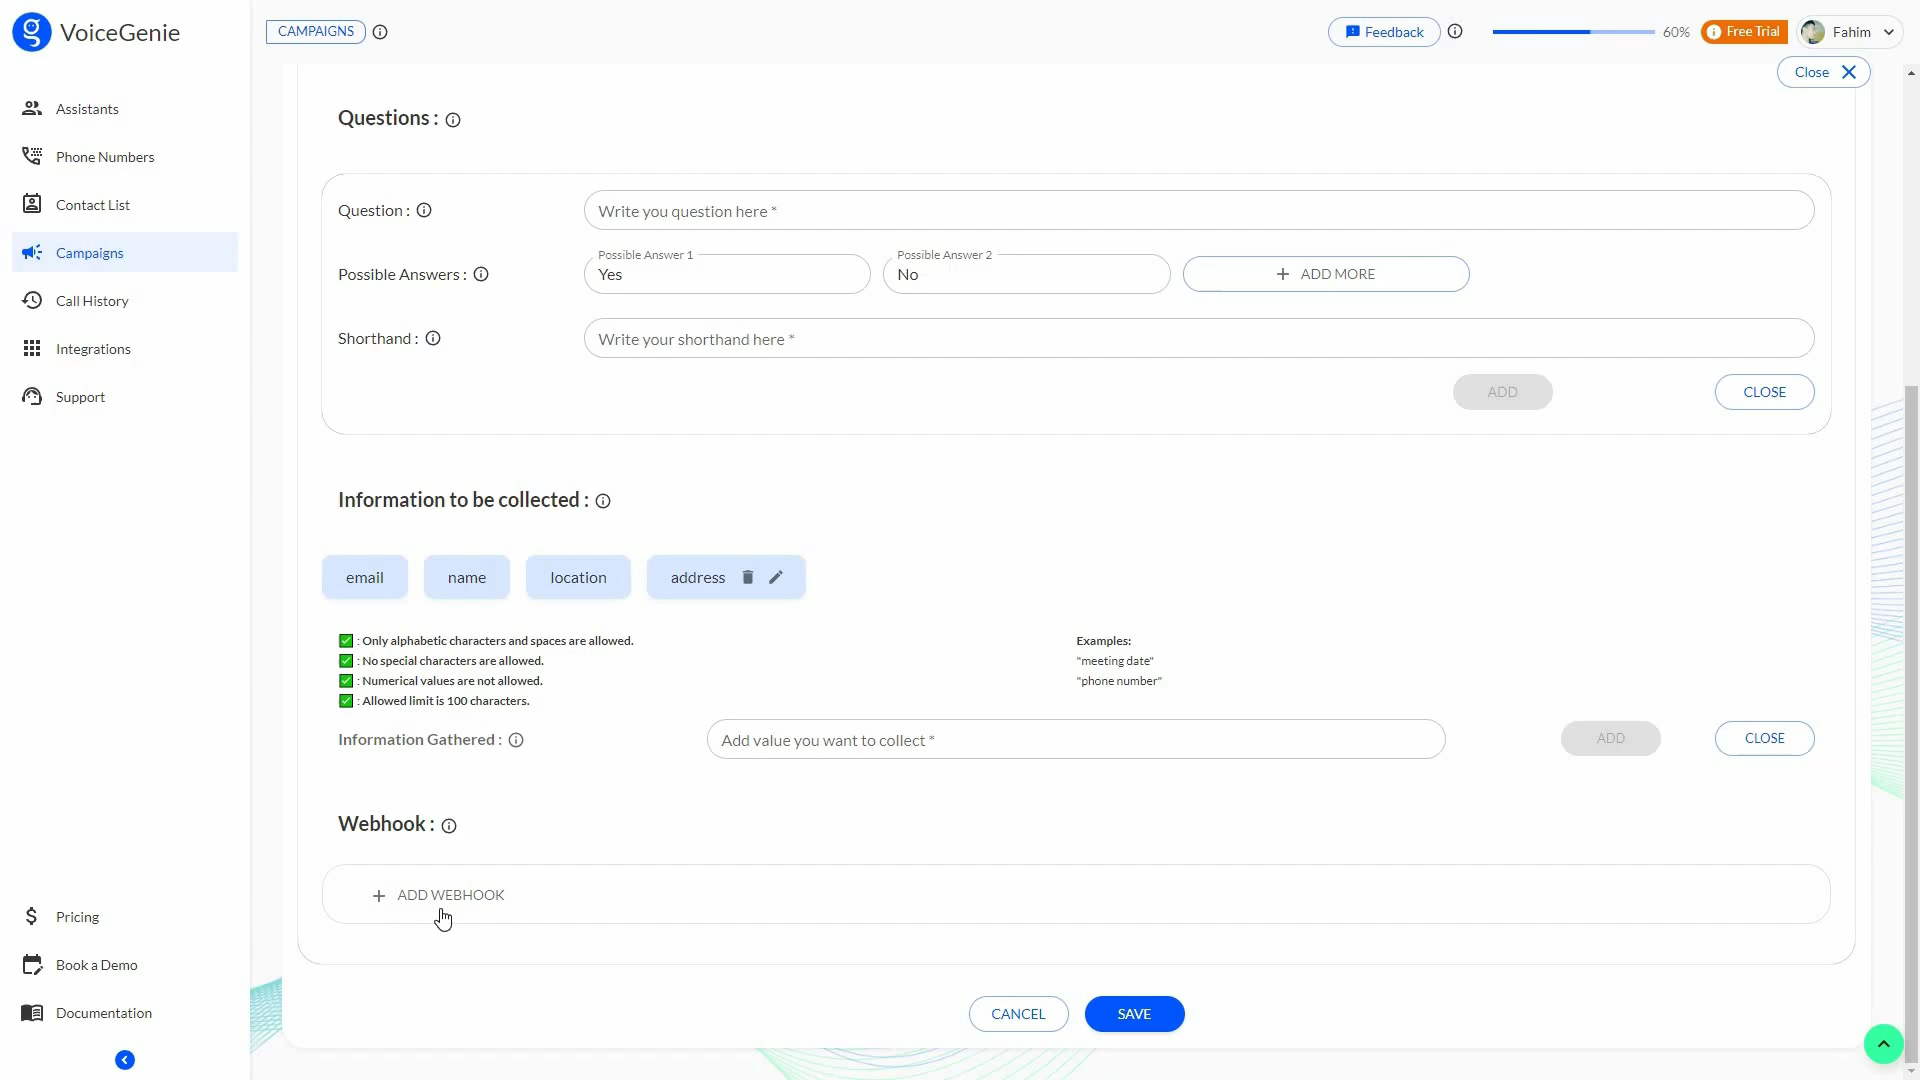 VoiceGenie
CAMPAIGNS
Feedback
60%
Free Trial
Fahim
Close
Assistants
Phone Numbers
Contact List
Campaigns
Call History
Integrations
Support
Pricing
Book a Demo
Documentation
Questions :
Question :
Write you question here *
Possible Answers :
Possible Answer 1
Yes
Possible Answer 2
No
+ ADD MORE
Shorthand :
Write your shorthand here *
ADD
CLOSE
Information to be collected :
email
name
location
address
✅ : Only alphabetic characters and spaces are allowed.
✅ : No special characters are allowed.
✅ : Numerical values are not allowed.
✅ : Allowed limit is 100 characters.
Examples:
"meeting date"
"phone number"
Information Gathered :
Add value you want to collect *
ADD
CLOSE
Webhook :
+ ADD WEBHOOK
CANCEL
SAVE